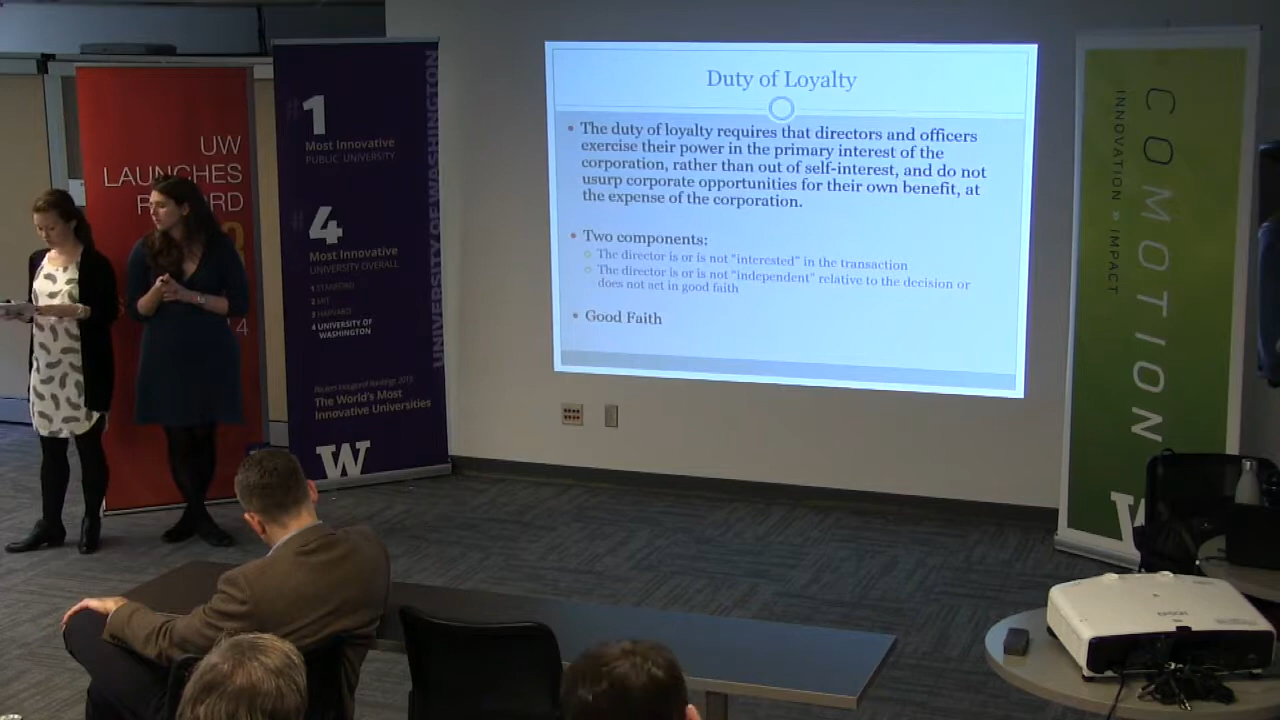 UW
LAUNCHES
1
Most Innovative
PUBLIC UNIVERSITY
4
Most Innovative
UNIVERSITY OVERALL
1 STANFORD
2 MIT
3 HARVARD
4 UNIVERSITY OF
WASHINGTON
The World's Most
Innovative Universities
W
UNIVERSITY OF WASHINGTON
Duty of Loyalty
• The duty of loyalty requires that directors and officers
exercise their power in the primary interest of the
corporation, rather than out of self-interest, and do not
usurp corporate opportunities for their own benefit, at
the expense of the corporation.
• Two components:
○ The director is or is not "interested" in the transaction
○ The director is or is not "independent" relative to the decision or
does not act in good faith
• Good Faith
COMOTION
INNOVATION » IMPACT
W
EPSON